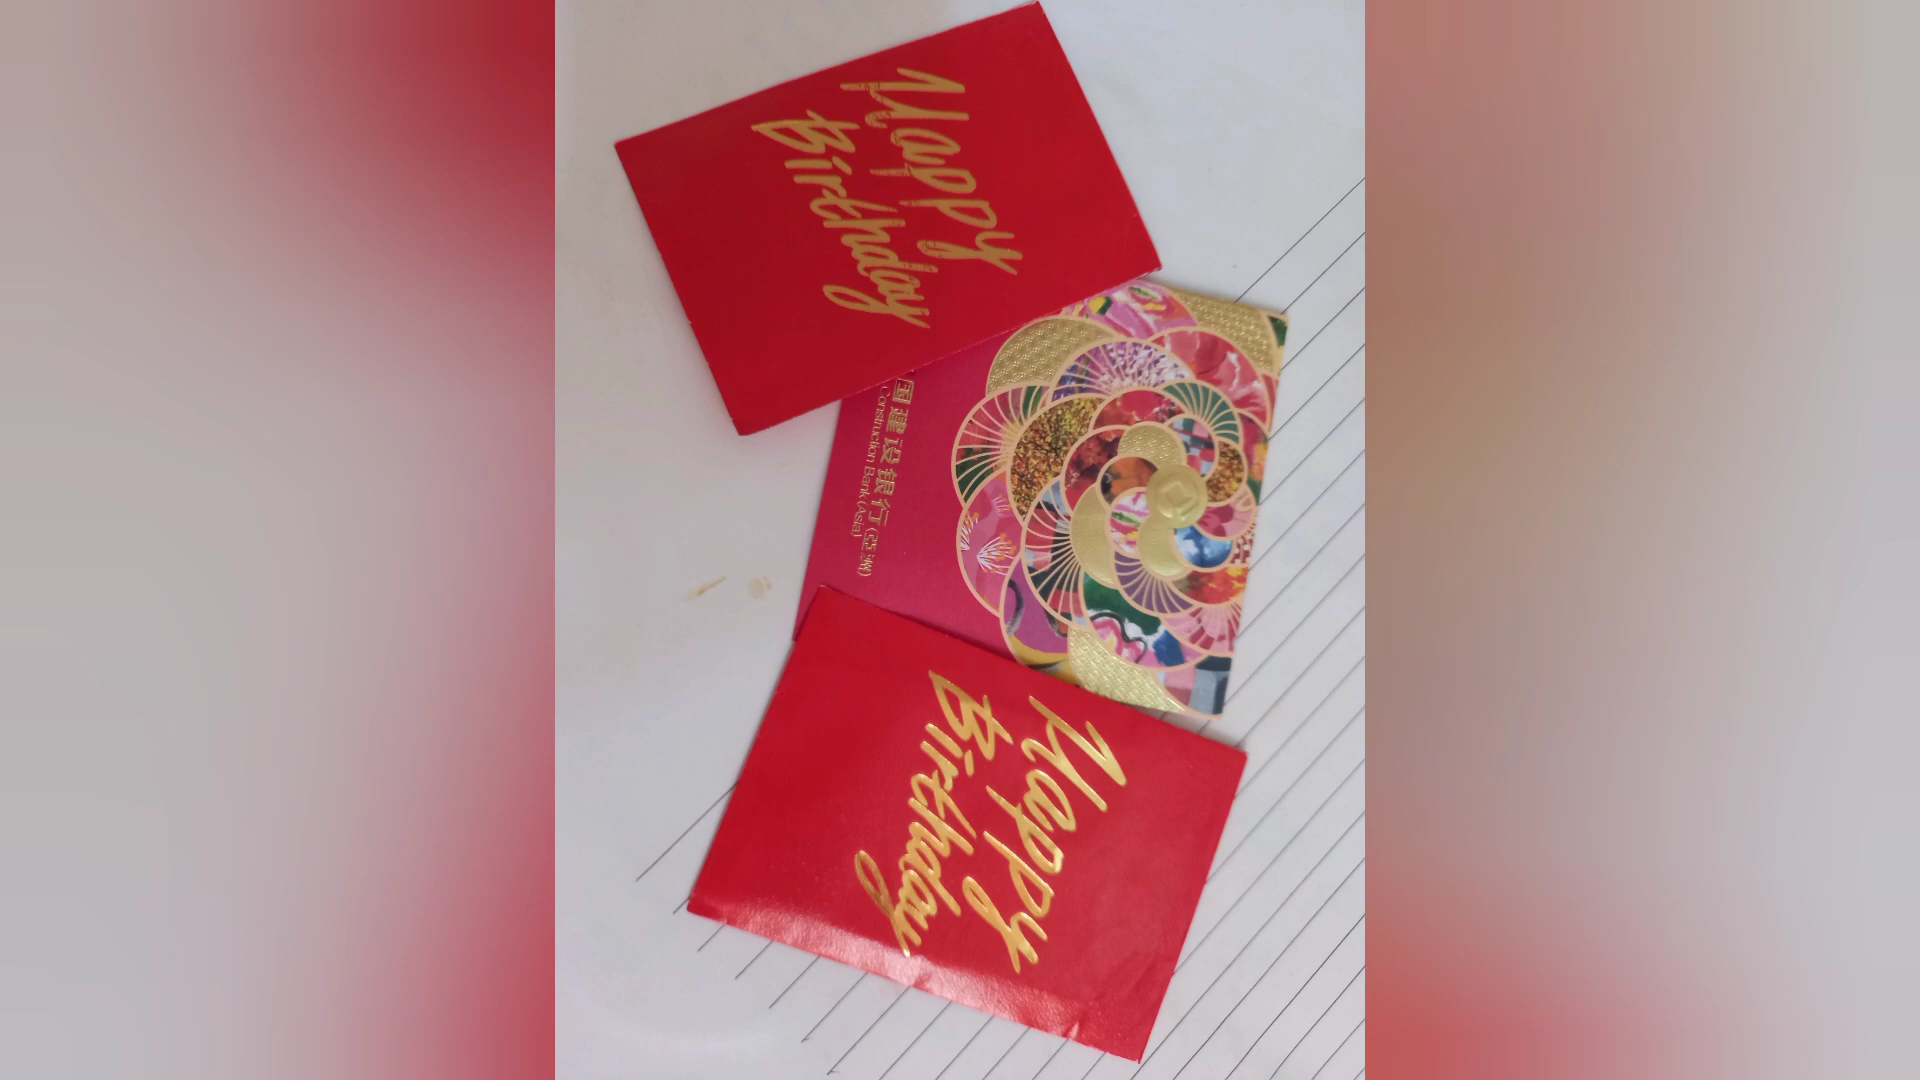 Happy
Birthday
国建设银行(亞洲)
Construction Bank (Asia)
Happy
Birthday